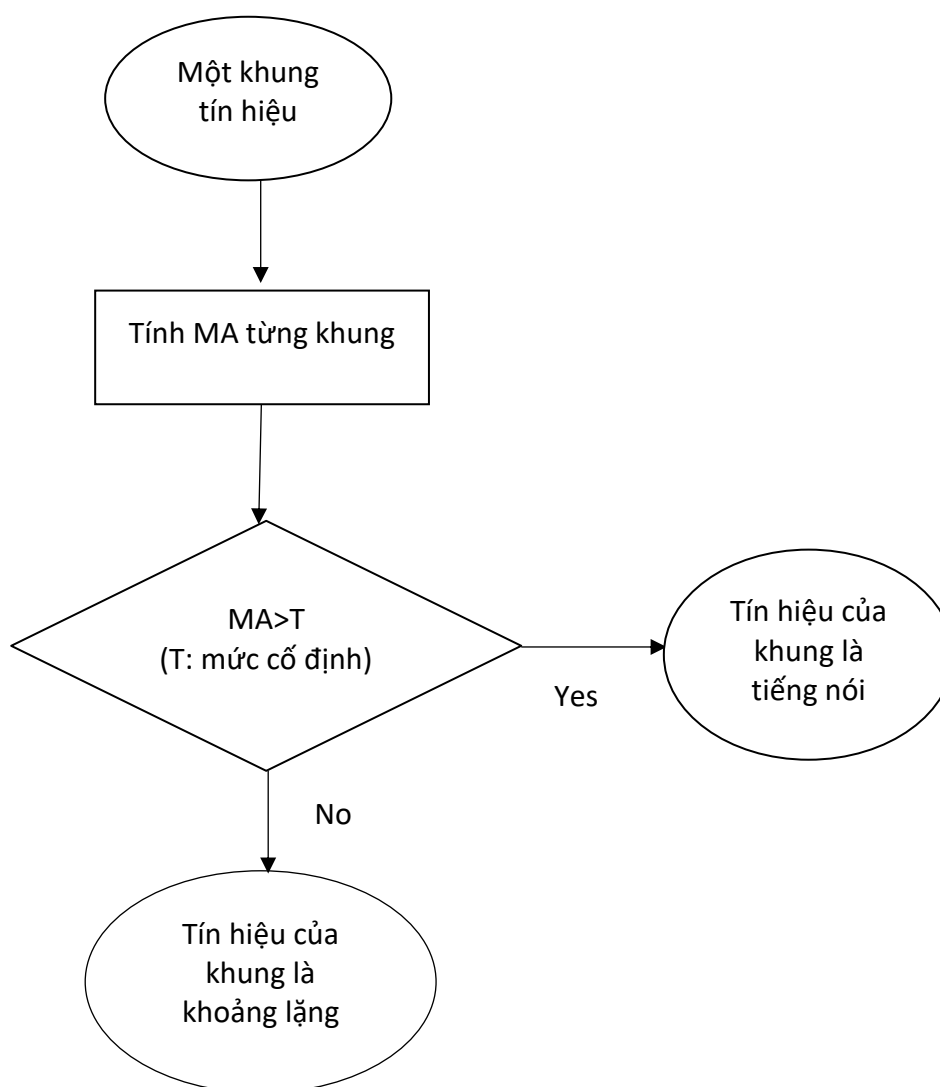 Một khung
tín hiệu
Tính MA từng khung
MA>T
(T: mức cố định)
Yes
Tín hiệu của
khung là
tiếng nói
No
Tín hiệu của
khung là
khoảng lặng